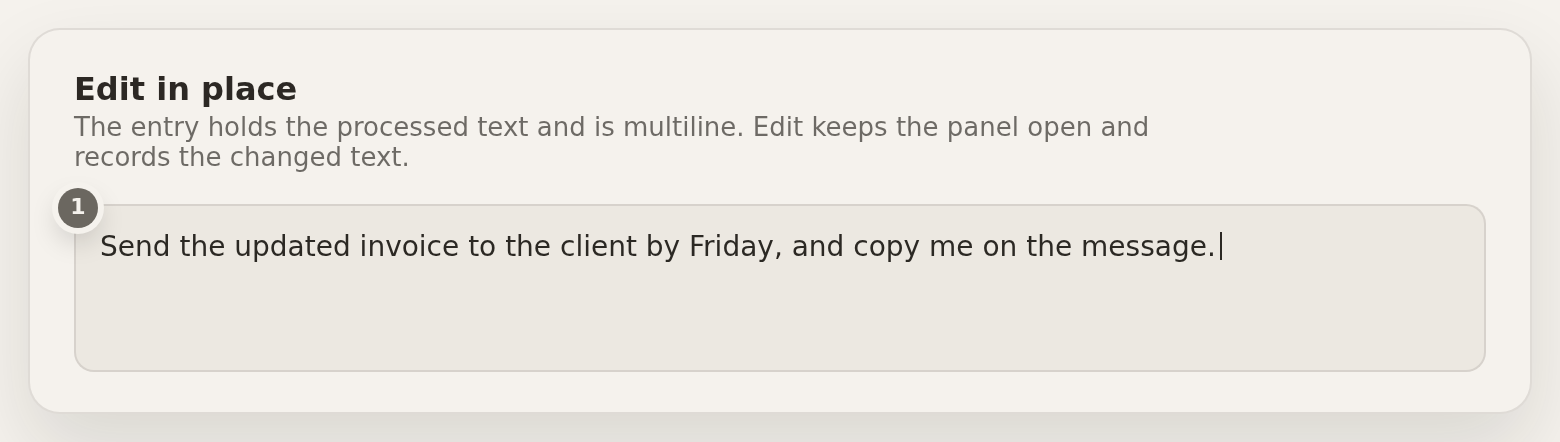 Edit in place
The entry holds the processed text and is multiline. Edit keeps the panel open and
records the changed text.
1
Send the updated invoice to the client by Friday, and copy me on the message.